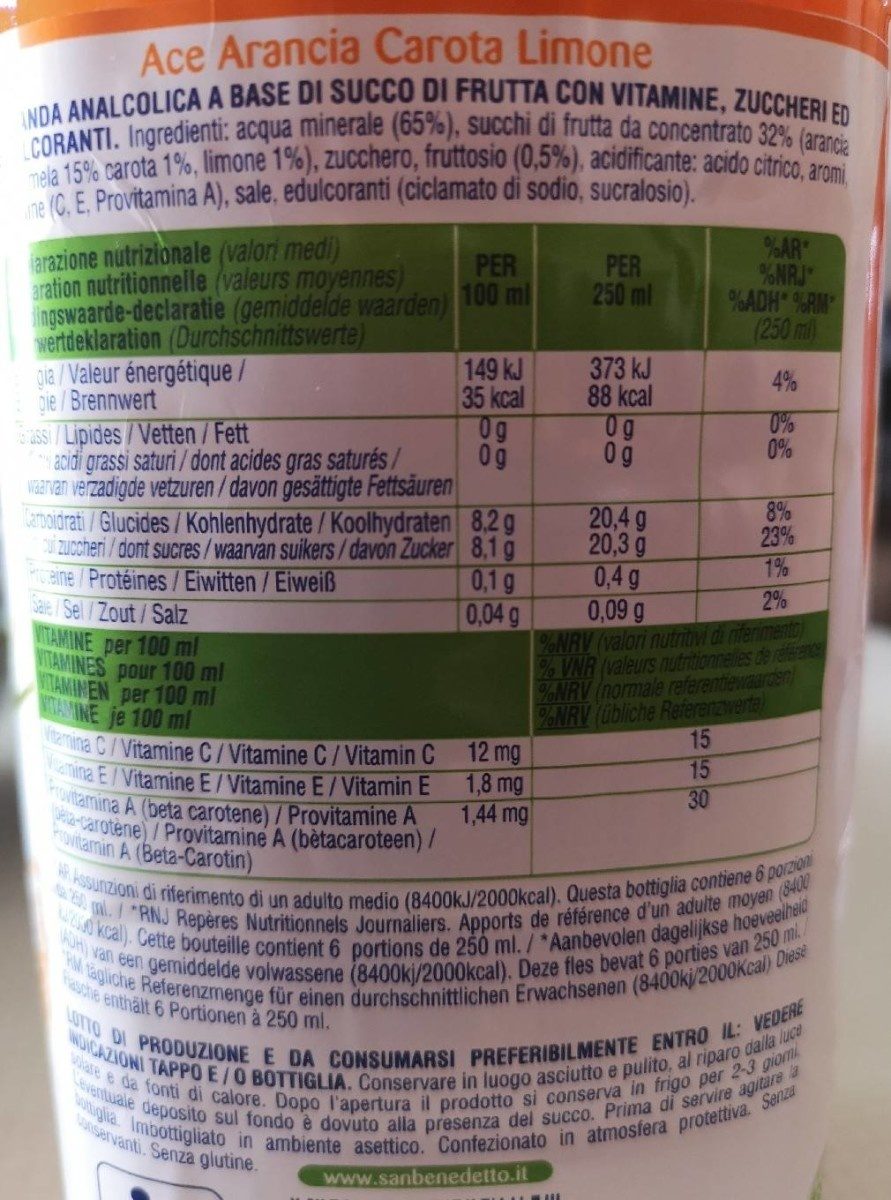 Ace Arancia Carota Limone
ANALCOLICA A BASE DI SUCCO DI FRUTTA CON VITAMINE, ZUCCHERI ED
Ingredienti: acqua minerale (65%), succhi di frutta da concentrato 32% (arancia
mela 15% carota 1%, limone 1%), zucchero, fruttosio (0,5%), acidificante: acido citrico, aromi,
(C, E, Provitamina A), sale, edulcoranti (ciclamato di sodio, sucralosio).
nutrizionale (valori medi) PER 100 ml PER 250 ml %AR*
nutritionnelle (valeurs moyennes) %NRJ*
(gemiddelde waarden) %ADH* %RM*
(Durchschnittswerte) (250 ml)
/ Valeur énergétique / 149 kJ 373 kJ 4%
/ Brennwert 35 kcal 88 kcal
/ Lipides / Vetten / Fett 0 g 0 g 0%
acidi grassi saturi / dont acides gras saturés / 0 g 0 g 0%
waarvan verzadigde vetzuren / davon gesättigte Fettsäuren
Carboidrati / Glucides / Kohlenhydrate / Koolhydraten 8,2 g 20,4 g 8%
cui zuccheri / dont sucres / waarvan suikers / davon Zucker 8,1 g 20,3 g 23%
Proteine / Protéines / Eiwitten / Eiweiß 0,1 g 0,4 g 1%
Sale / Sel / Zout / Salz 0,04 g 0,09 g 2%
VITAMINE per 100 ml %NRV (valori nutritivi di riferimento)
VITAMINES pour 100 ml % VNR (valeurs nutritionnelles de référence)
VITAMINEN per 100 ml %NRV (normale referentiewaarden)
VITAMINE je 100 ml %NRV (übliche Referenzwerte)
Vitamina C / Vitamine C / Vitamine C / Vitamin C 12 mg 15
Vitamina E / Vitamine E / Vitamine E / Vitamin E 1,8 mg 15
Provitamina A (beta carotene) / Provitamine A 1,44 mg 30
(bêta-carotène) / Provitamine A (bètacaroteen) /
Provitamin A (Beta-Carotin)
*AR Assunzioni di riferimento di un adulto medio (8400kJ/2000kcal). Questa bottiglia contiene 6 porzioni
da 250 ml. / *RNJ Repères Nutritionnels Journaliers. Apports de référence d'un adulte moyen (8400
kJ/2000 kcal). Cette bouteille contient 6 portions de 250 ml. / *Aanbevolen dagelijkse hoeveelheid
(ADH) van een gemiddelde volwassene (8400kj/2000kcal). Deze fles bevat 6 porties van 250 ml. /
*RM tägliche Referenzmenge für einen durchschnittlichen Erwachsenen (8400kj/2000Kcal) Diese
Flasche enthält 6 Portionen à 250 ml.
LOTTO DI PRODUZIONE E DA CONSUMARSI PREFERIBILMENTE ENTRO IL: VEDERE
INDICAZIONI TAPPO E / O BOTTIGLIA. Conservare in luogo asciutto e pulito, al riparo dalla luce
solare e da fonti di calore. Dopo l'apertura il prodotto si conserva in frigo per 2-3 giorni.
L'eventuale deposito sul fondo è dovuto alla presenza del succo. Prima di servire agitare la
bottiglia. Imbottigliato in ambiente asettico. Confezionato in atmosfera protettiva. Senza
conservanti. Senza glutine.
www.sanbenedetto.it